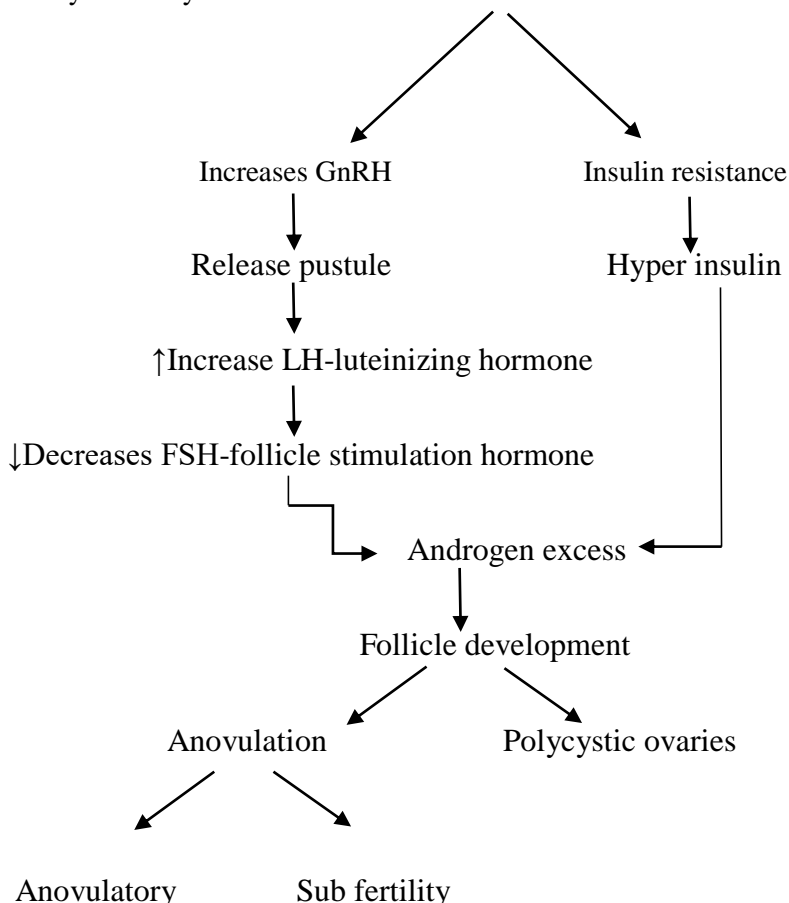 Increases GnRH Insulin resistance
Release pustule Hyper insulin
↑Increase LH-luteinizing hormone
↓Decreases FSH-follicle stimulation hormone
Androgen excess
Follicle development
Anovulation Polycystic ovaries
Anovulatory Sub fertility